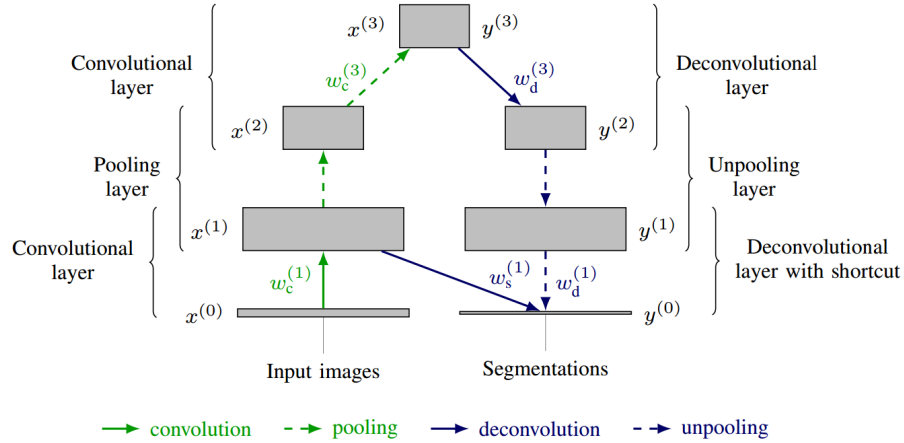 x^(3)
y^(3)
Convolutional
layer
w_c^(3)
w_d^(3)
Deconvolutional
layer
x^(2)
y^(2)
Pooling
layer
Unpooling
layer
x^(1)
y^(1)
Convolutional
layer
w_c^(1)
w_s^(1)
w_d^(1)
Deconvolutional
layer with shortcut
x^(0)
y^(0)
Input images
Segmentations
convolution
pooling
deconvolution
unpooling